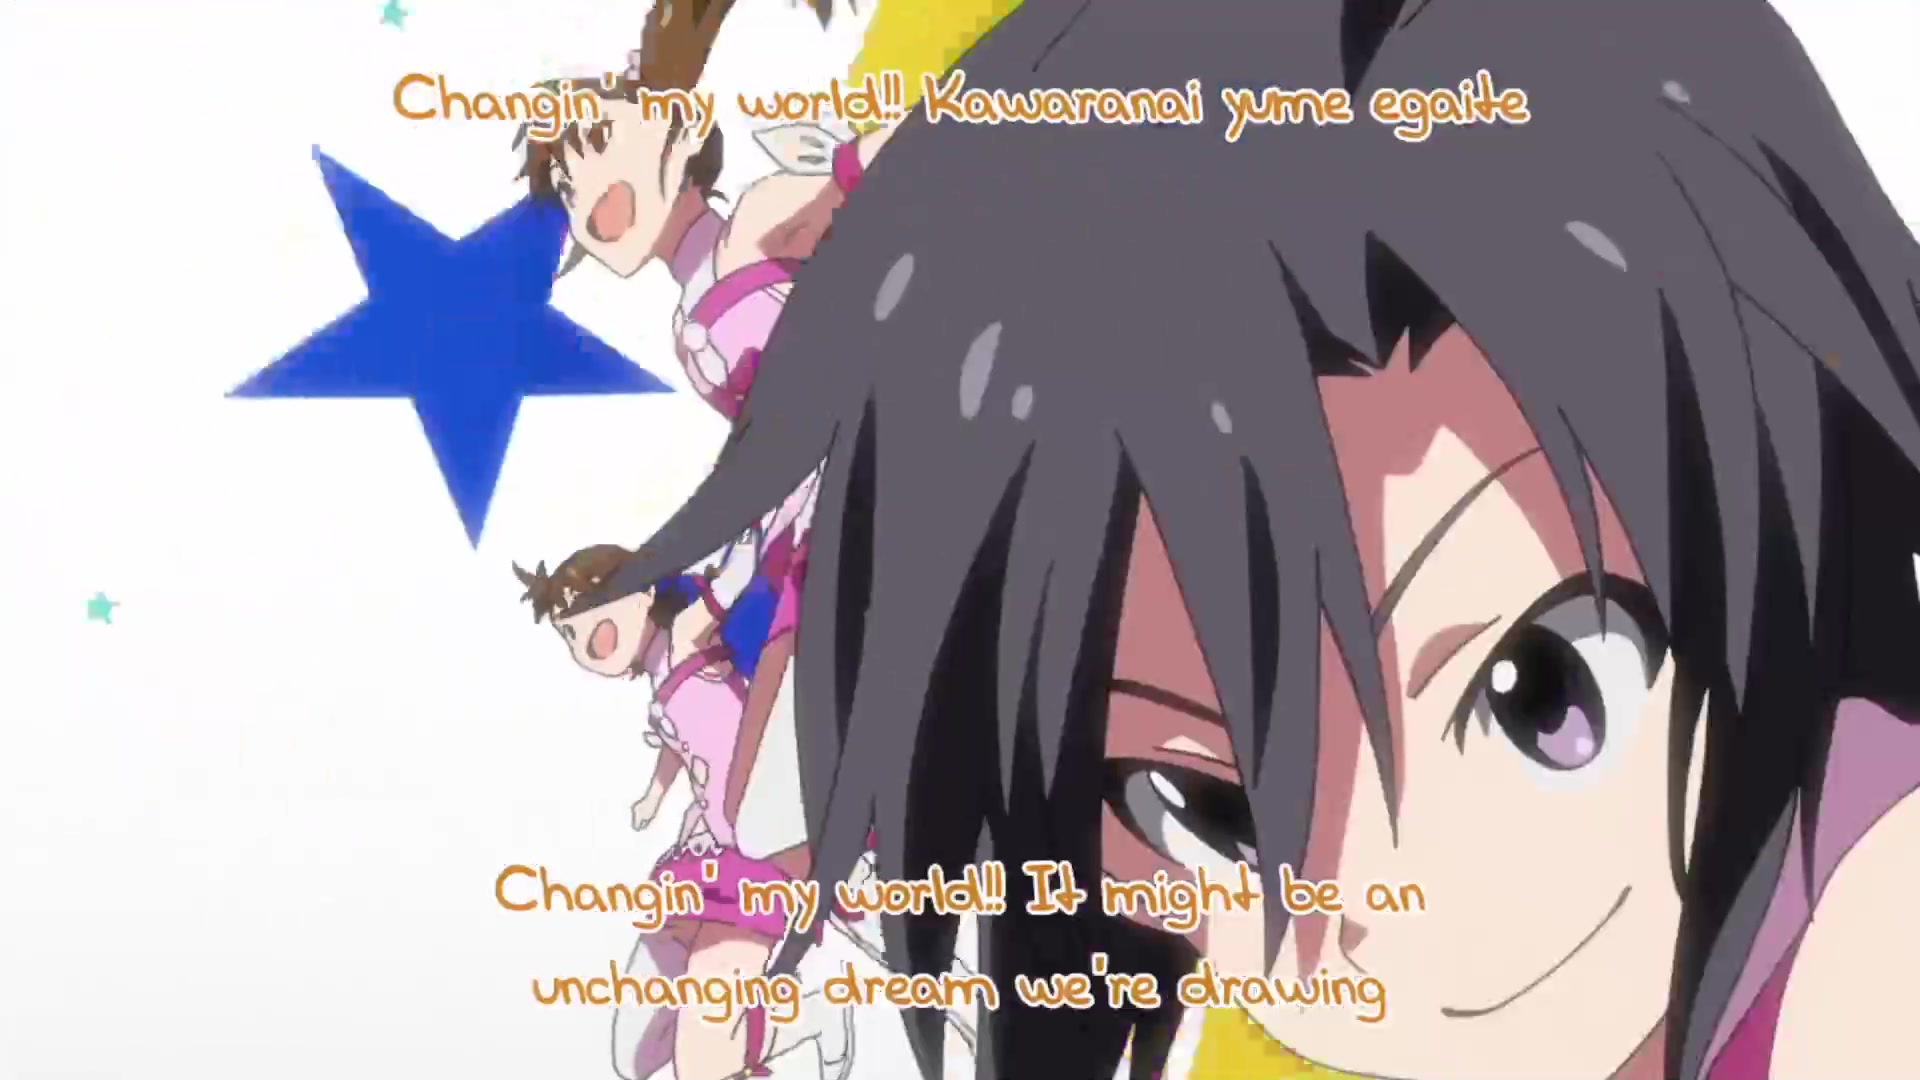 Changin' my world!! Kawaranai yume egaite
Changin' my world!! It might be an
unchanging dream we're drawing